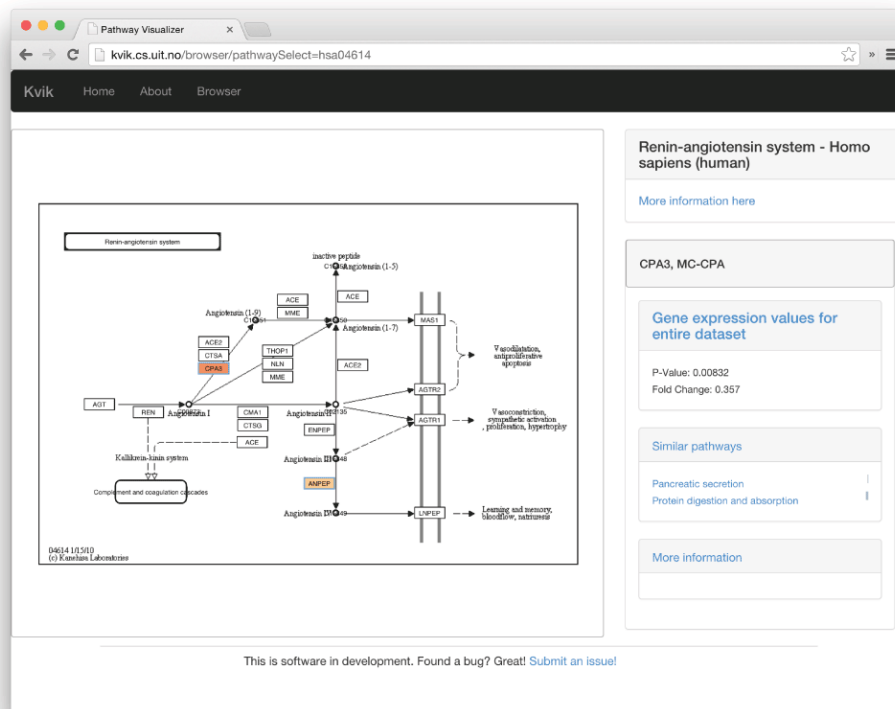 Pathway Visualizer
kvik.cs.uit.no/browser/pathwaySelect=hsa04614
Kvik Home About Browser
Renin-angiotensin system
inactive peptide
Angiotensin (1-5)
ACE
ACE
MME
Angiotensin (1-9)
Angiotensin (1-7)
MAS1
ACE2
CTSA
CPA3
THOP1
NLN
MME
ACE2
Vasodilatation,
antiproliferative
apoptosis
AGTR2
AGT
REN
Angiotensin I
CMA1
CTSG
ACE
Angiotensin II
ENPEP
AGTR1
Vasoconstriction,
sympathetic activation
, proliferation, hypertrophy
Kallikrein-kinin system
Angiotensin III
Complement and coagulation cascades
ANPEP
Angiotensin IV
LNPEP
Learning and memory,
bloodflow, natriuresis
04614 1/15/10
(c) Kanehisa Laboratories
Renin-angiotensin system - Homo
sapiens (human)
More information here
CPA3, MC-CPA
Gene expression values for
entire dataset
P-Value: 0.00832
Fold Change: 0.357
Similar pathways
Pancreatic secretion
Protein digestion and absorption
More information
This is software in development. Found a bug? Great! Submit an issue!